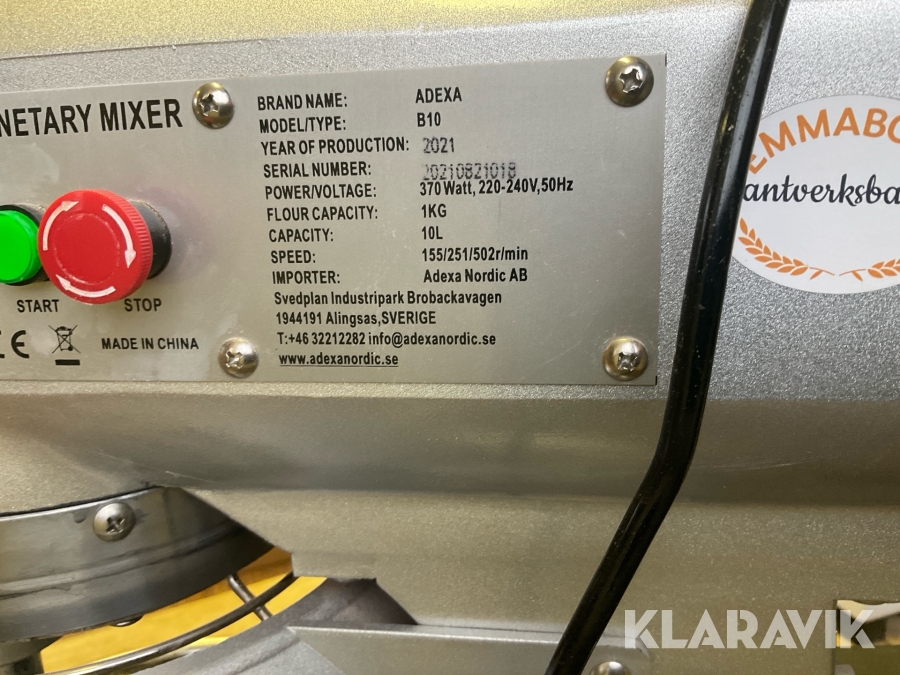 NETARY MIXER
START
STOP
CE
MADE IN CHINA
BRAND NAME: ADEXA
MODEL/TYPE: B10
YEAR OF PRODUCTION: 2021
SERIAL NUMBER: 20210821018
POWER/VOLTAGE: 370 Watt, 220-240V,50Hz
FLOUR CAPACITY: 1KG
CAPACITY: 10L
SPEED: 155/251/502r/min
IMPORTER: Adexa Nordic AB
Svedplan Industripark Brobackavagen
1944191 Alingsas,SVERIGE
T:+46 32212282 info@adexanordic.se
www.adexanordic.se
EMMABO
antverksba
KLARAVIK